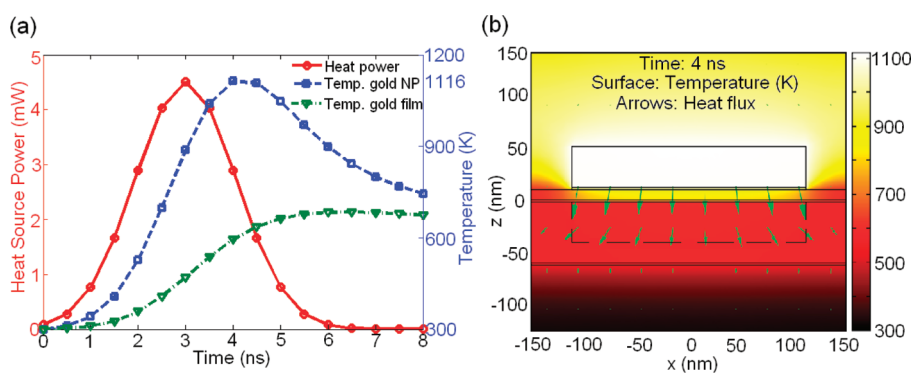 (a)
5
4
3
2
1
0
Heat Source Power (mW)
Heat power
Temp. gold NP
Temp. gold film
1200
1116
900
600
300
Temperature (K)
0 1 2 3 4 5 6 7 8
Time (ns)
(b)
Time: 4 ns
Surface: Temperature (K)
Arrows: Heat flux
150
100
50
0
-50
-100
z (nm)
-150 -100 -50 0 50 100 150
x (nm)
1100
900
700
500
300